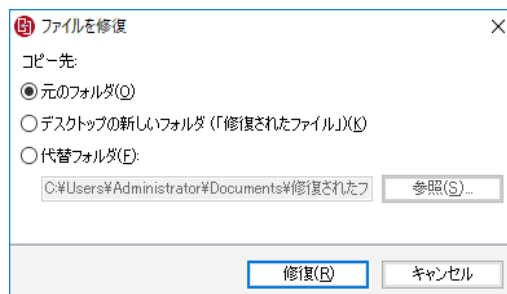 ファイルを修復
コピー先:
元のフォルダ(O)
デスクトップの新しいフォルダ (「修復されたファイル」)(K)
代替フォルダ(F):
C:¥Users¥Administrator¥Documents¥修復されたフ
参照(S)...
修復(R)
キャンセル